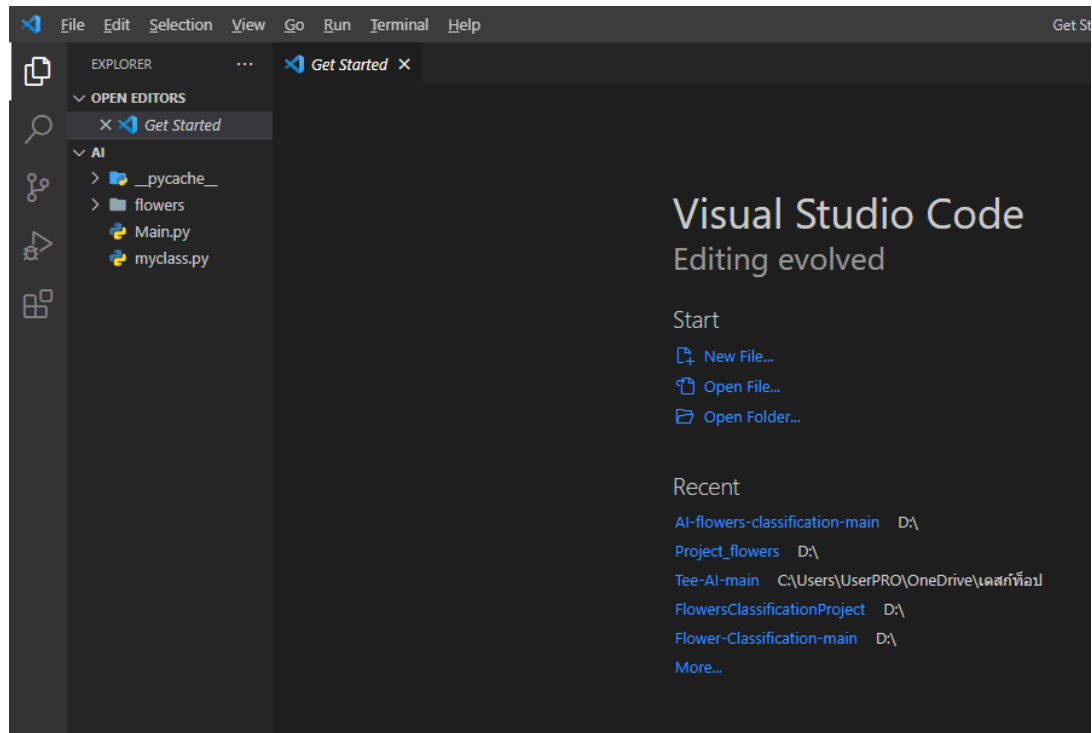 File Edit Selection View Go Run Terminal Help
Get St
EXPLORER ···
Get Started
OPEN EDITORS
Get Started
AI
__pycache__
flowers
Main.py
myclass.py
Visual Studio Code
Editing evolved
Start
New File...
Open File...
Open Folder...
Recent
AI-flowers-classification-main D:\
Project_flowers D:\
Tee-AI-main C:\Users\UserPRO\OneDrive\เดสก์ท็อป
FlowersClassificationProject D:\
Flower-Classification-main D:\
More...